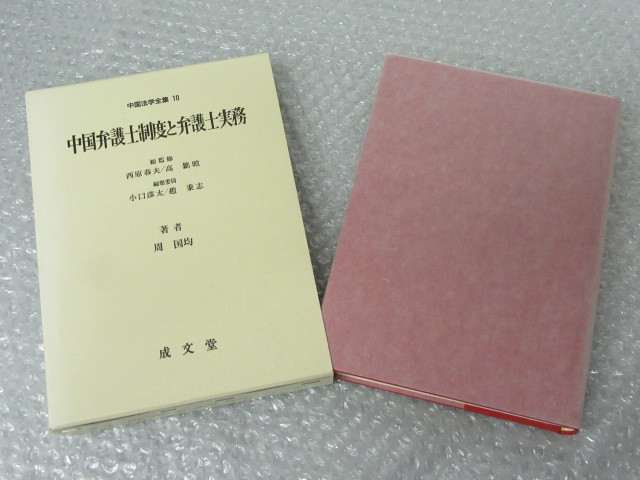 中国法学全集 10
中国弁護士制度と弁護士実務
総監修
西原春夫/高 銘暄
編集委員
小口彦太/趙 秉志
著者
周 国均
成文堂